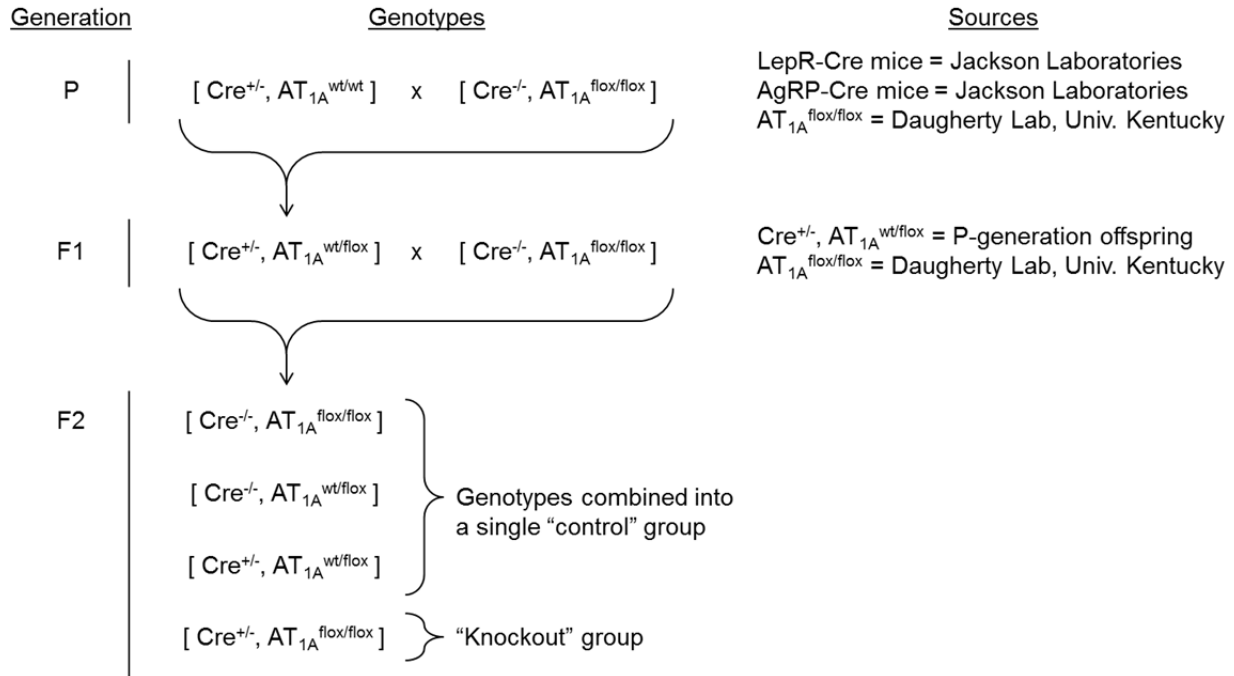 Generation Genotypes Sources
P [ Cre+/-, AT1Awt/wt ] x [ Cre-/-, AT1Aflox/flox ]
LepR-Cre mice = Jackson Laboratories
AgRP-Cre mice = Jackson Laboratories
AT1Aflox/flox = Daugherty Lab, Univ. Kentucky
F1 [ Cre+/-, AT1Awt/flox ] x [ Cre-/-, AT1Aflox/flox ]
Cre+/-, AT1Awt/flox = P-generation offspring
AT1Aflox/flox = Daugherty Lab, Univ. Kentucky
F2 [ Cre-/-, AT1Aflox/flox ]
[ Cre-/-, AT1Awt/flox ]
[ Cre+/-, AT1Awt/flox ]
Genotypes combined into
a single “control” group
[ Cre+/-, AT1Aflox/flox ] “Knockout” group